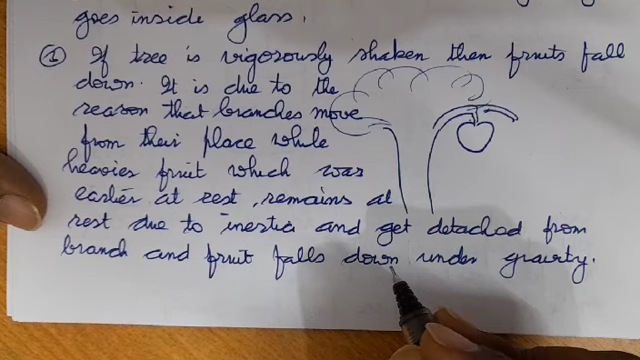 goes inside glass.
① If tree is vigorously shaken then fruits fall
down. It is due to the
reason that branches move
from their place while
heavier fruit which was
earlier at rest, remains at
rest due to inertia and get detached from
branch and fruit falls down under gravity.